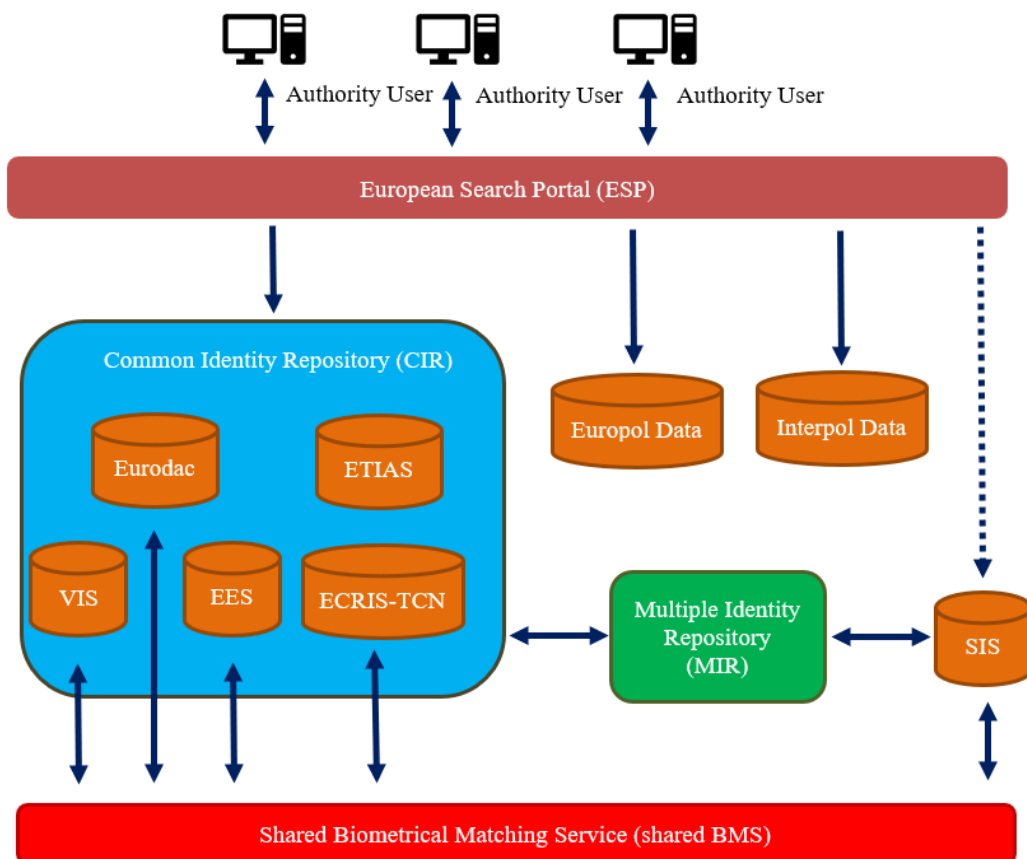 Authority User
Authority User
Authority User
European Search Portal (ESP)
Common Identity Repository (CIR)
Europol Data
Interpol Data
Eurodac
ETIAS
VIS
EES
ECRIS-TCN
Multiple Identity
Repository
(MIR)
SIS
Shared Biometrical Matching Service (shared BMS)